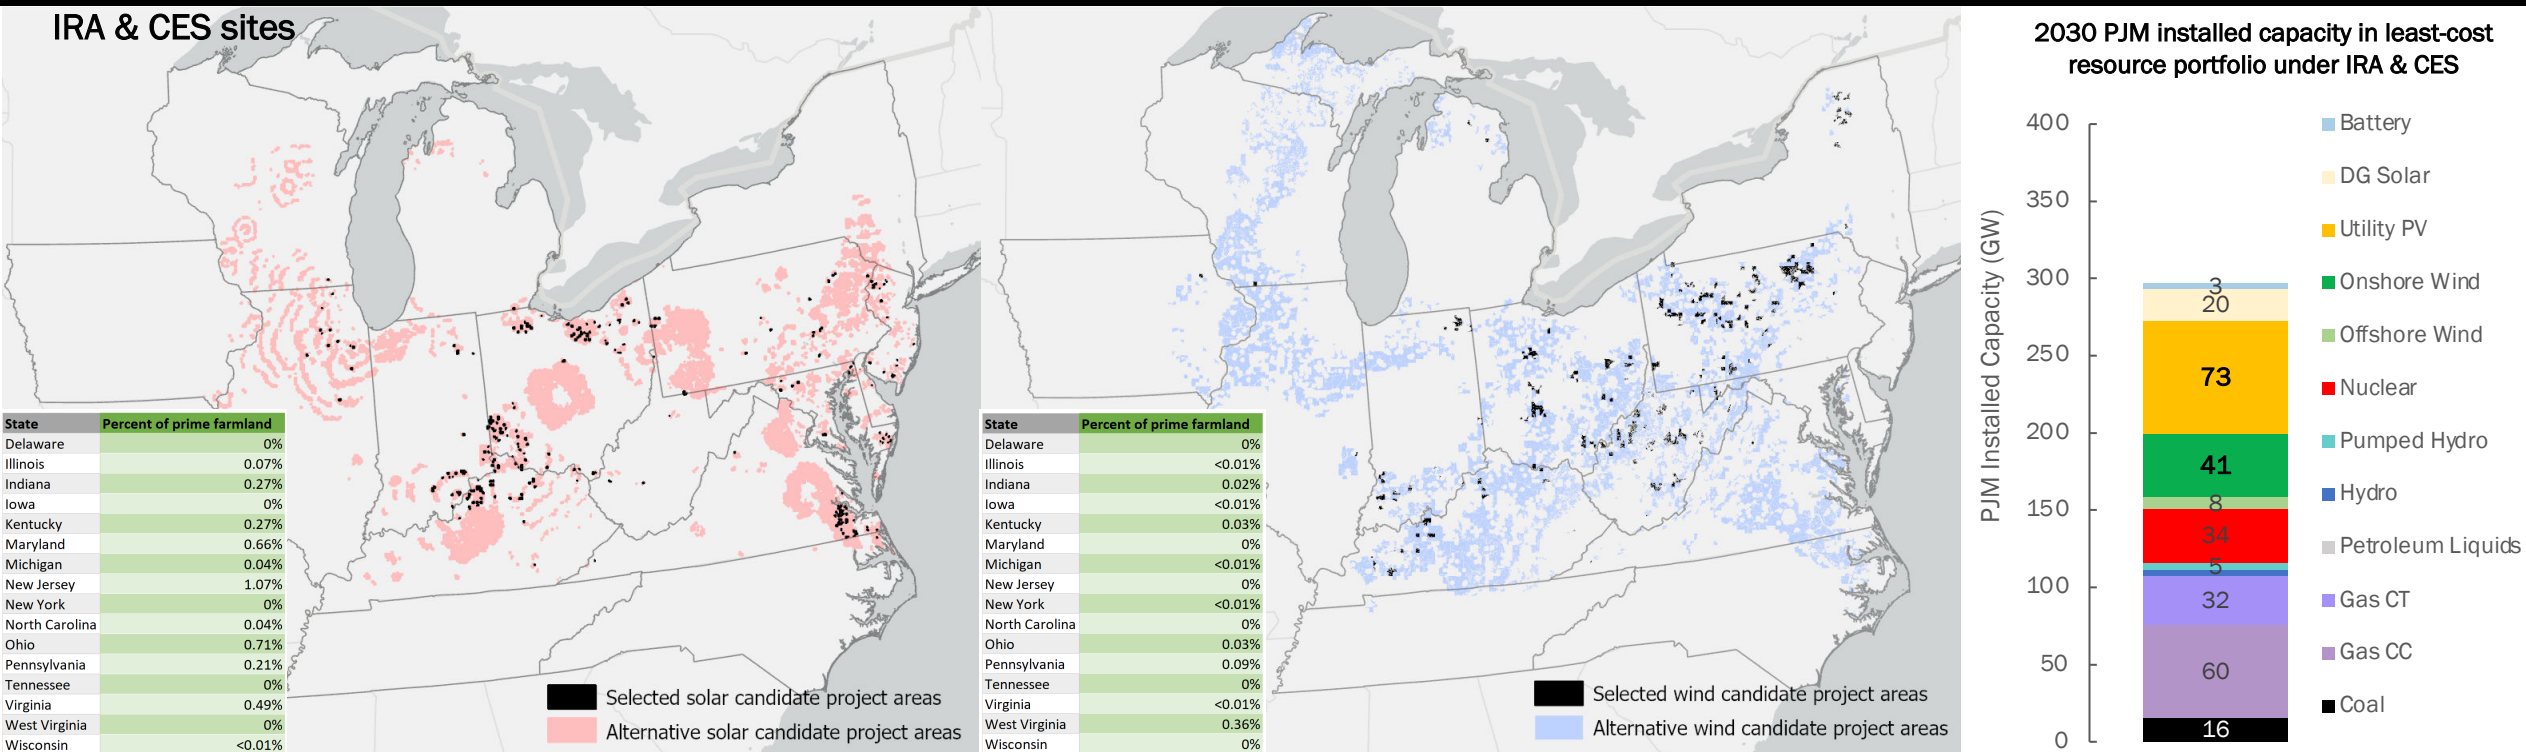 IRA & CES sites
State Percent of prime farmland
Delaware 0%
Illinois 0.07%
Indiana 0.27%
Iowa 0%
Kentucky 0.27%
Maryland 0.66%
Michigan 0.04%
New Jersey 1.07%
New York 0%
North Carolina 0.04%
Ohio 0.71%
Pennsylvania 0.21%
Tennessee 0%
Virginia 0.49%
West Virginia 0%
Wisconsin <0.01%
Selected solar candidate project areas
Alternative solar candidate project areas
State Percent of prime farmland
Delaware 0%
Illinois <0.01%
Indiana 0.02%
Iowa <0.01%
Kentucky 0.03%
Maryland 0%
Michigan <0.01%
New Jersey 0%
New York <0.01%
North Carolina 0%
Ohio 0.03%
Pennsylvania 0.09%
Tennessee 0%
Virginia <0.01%
West Virginia 0.36%
Wisconsin 0%
Selected wind candidate project areas
Alternative wind candidate project areas
2030 PJM installed capacity in least-cost
resource portfolio under IRA & CES
PJM Installed Capacity (GW)
400
350
300
250
200
150
100
50
0
3
20
73
41
8
34
5
32
60
16
Battery
DG Solar
Utility PV
Onshore Wind
Offshore Wind
Nuclear
Pumped Hydro
Hydro
Petroleum Liquids
Gas CT
Gas CC
Coal